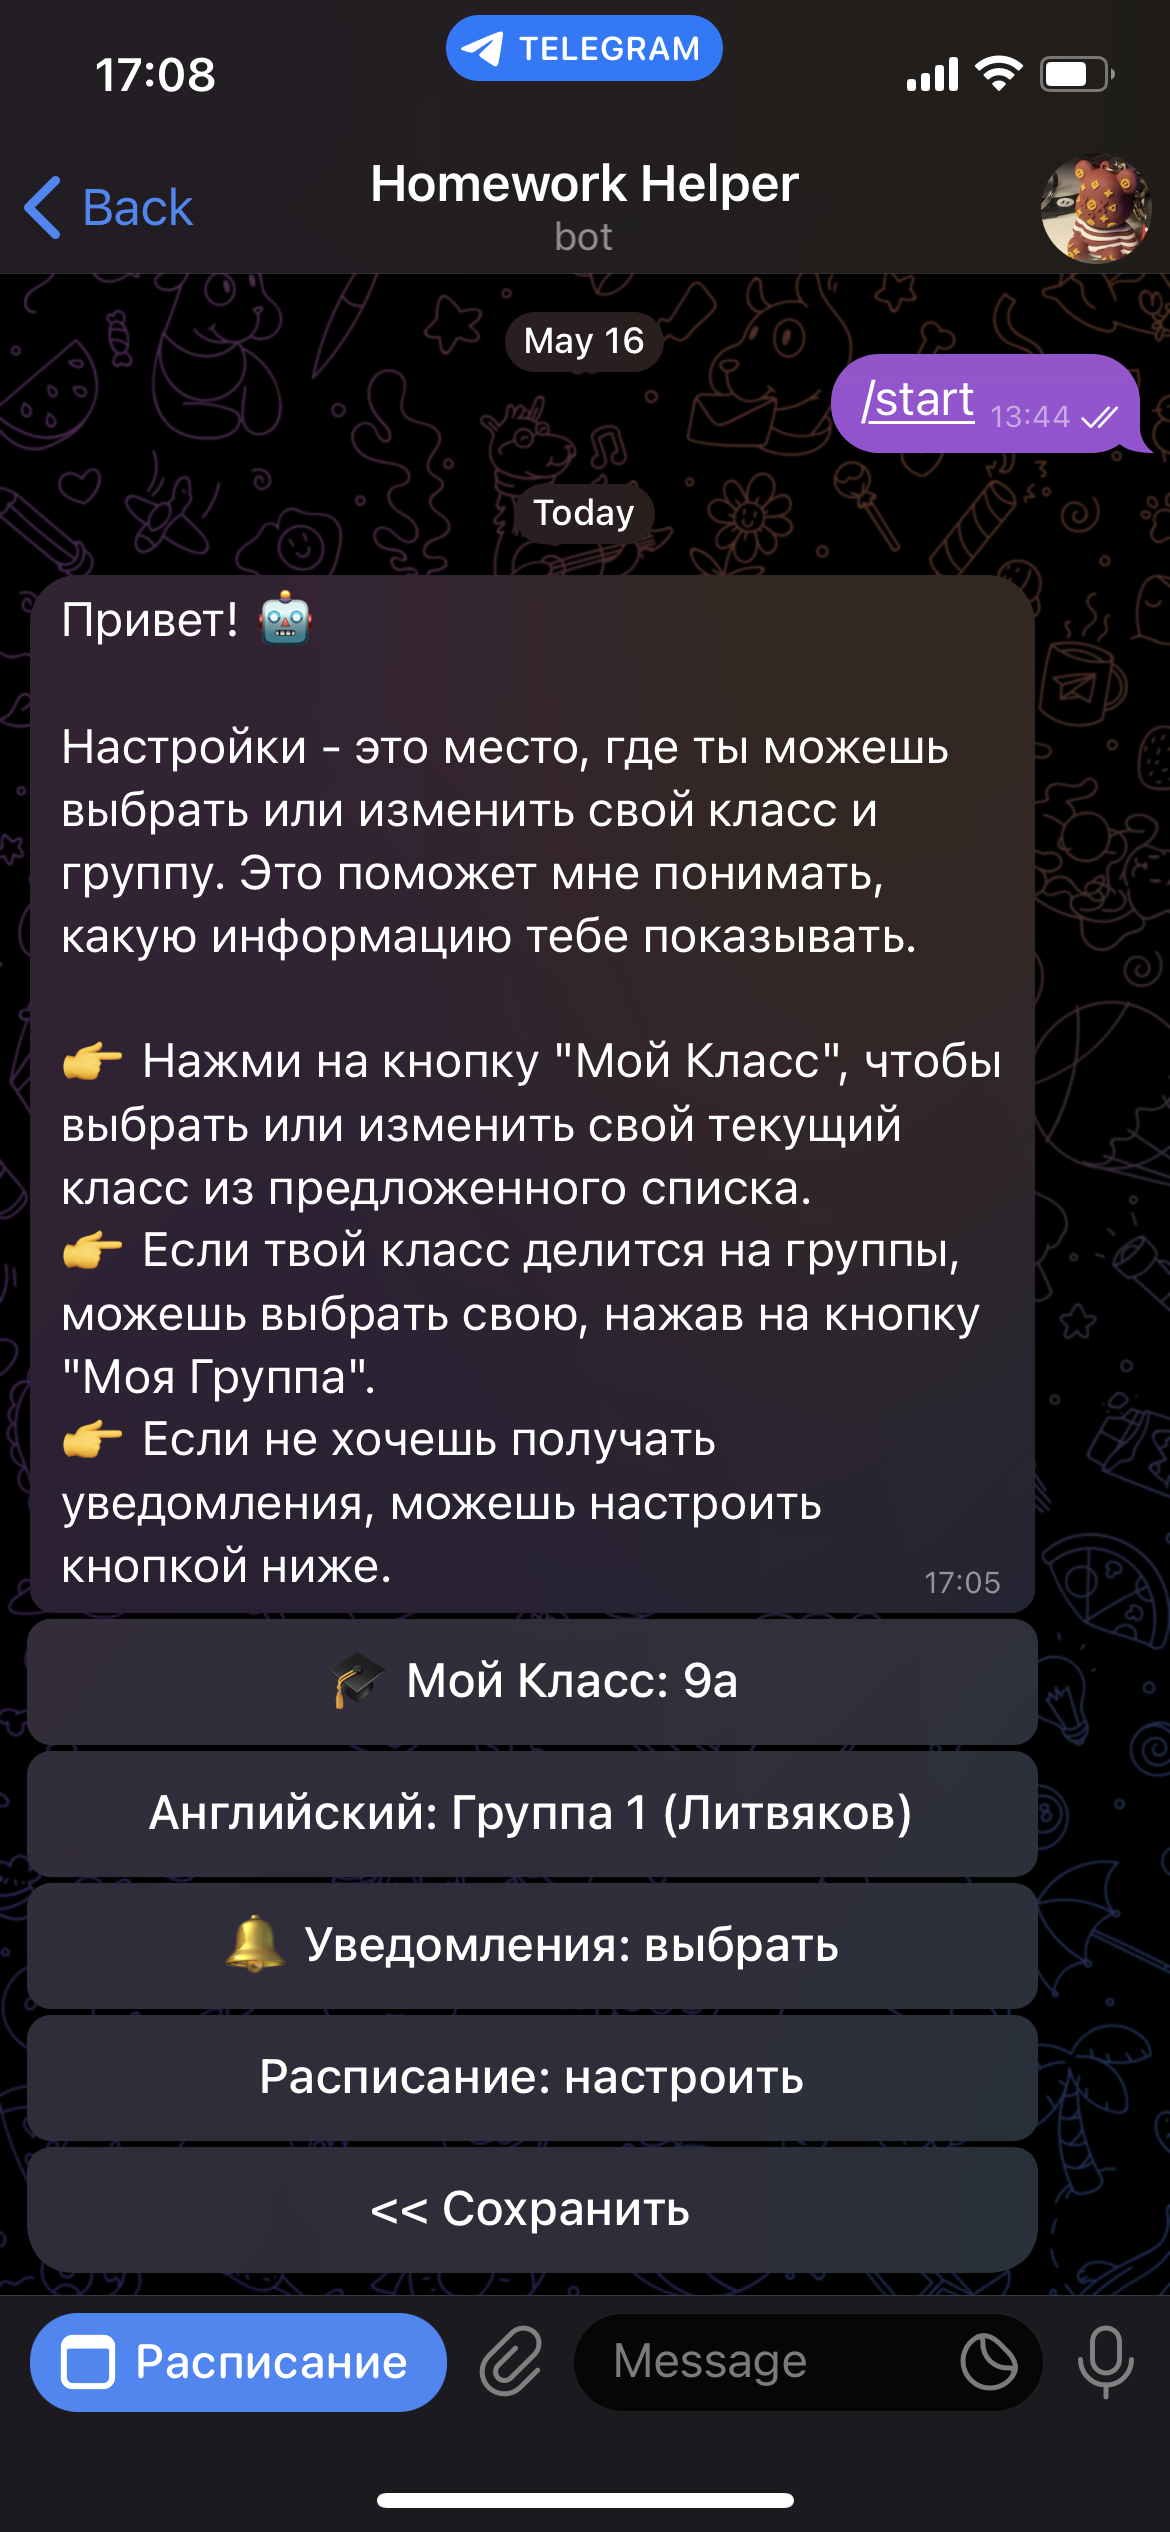 17:08
TELEGRAM
Back
Homework Helper
bot
May 16
/start 13:44
Today
Привет! 🤖
Настройки - это место, где ты можешь
выбрать или изменить свой класс и
группу. Это поможет мне понимать,
какую информацию тебе показывать.
👉 Нажми на кнопку "Мой Класс", чтобы
выбрать или изменить свой текущий
класс из предложенного списка.
👉 Если твой класс делится на группы,
можешь выбрать свою, нажав на кнопку
"Моя Группа".
👉 Если не хочешь получать
уведомления, можешь настроить
кнопкой ниже.
17:05
🎓 Мой Класс: 9а
Английский: Группа 1 (Литвяков)
🔔 Уведомления: выбрать
Расписание: настроить
<< Сохранить
Расписание
Message